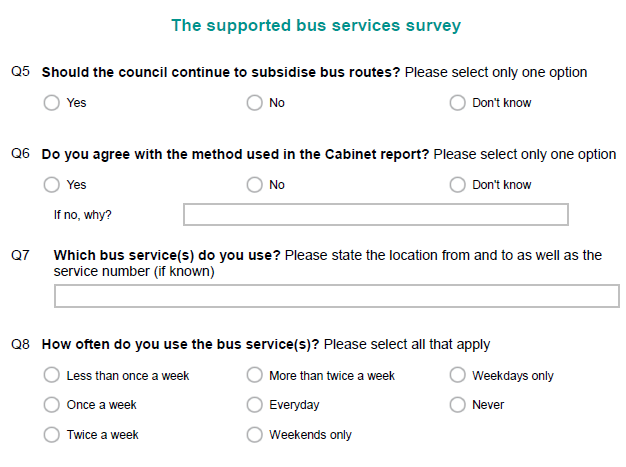 The supported bus services survey
Q5 Should the council continue to subsidise bus routes? Please select only one option
Yes No Don't know
Q6 Do you agree with the method used in the Cabinet report? Please select only one option
Yes No Don't know
If no, why?
Q7 Which bus service(s) do you use? Please state the location from and to as well as the
service number (if known)
Q8 How often do you use the bus service(s)? Please select all that apply
Less than once a week More than twice a week Weekdays only
Once a week Everyday Never
Twice a week Weekends only